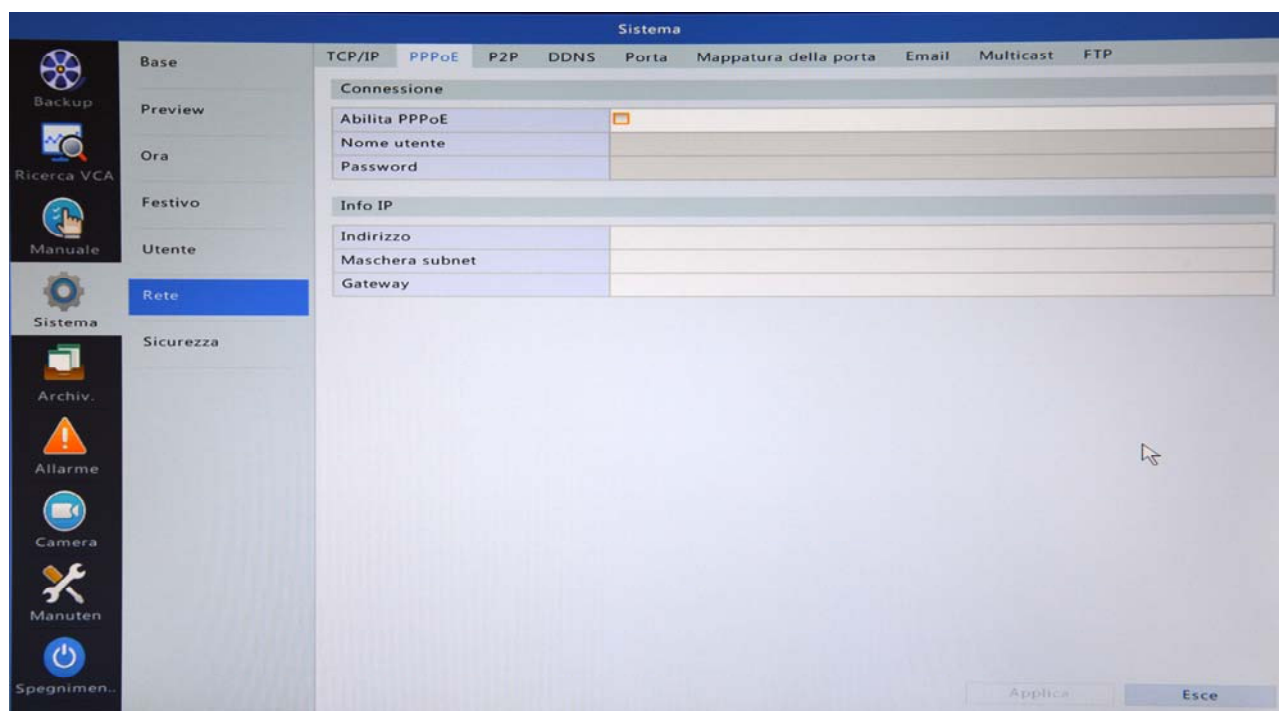 Sistema
Backup
Ricerca VCA
Manuale
Sistema
Archiv.
Allarme
Camera
Manuten
Spegnimen..
Base
Preview
Ora
Festivo
Utente
Rete
Sicurezza
TCP/IP PPPoE P2P DDNS Porta Mappatura della porta Email Multicast FTP
Connessione
Abilita PPPoE
Nome utente
Password
Info IP
Indirizzo
Maschera subnet
Gateway
Applica Esce